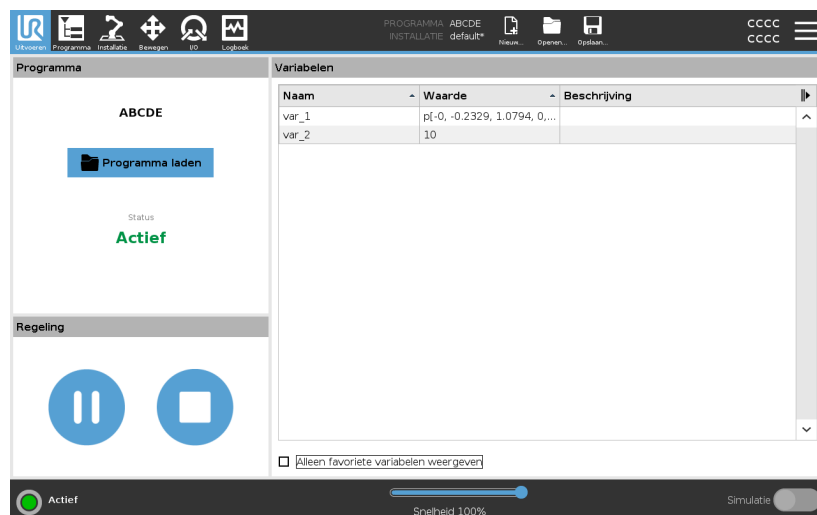 UR
Uitvoeren Programma Installatie Bewegen I/O Logboek
PROGRAMMA ABCDE
INSTALLATIE default*
Nieuw... Openen... Opslaan...
cccc
cccc
Programma
ABCDE
Programma laden
Status
Actief
Regeling
Variabelen
Naam Waarde Beschrijving
var_1 p[-0, -0.2329, 1.0794, 0,...
var_2 10
Alleen favoriete variabelen weergeven
Actief
Snelheid 100%
Simulatie